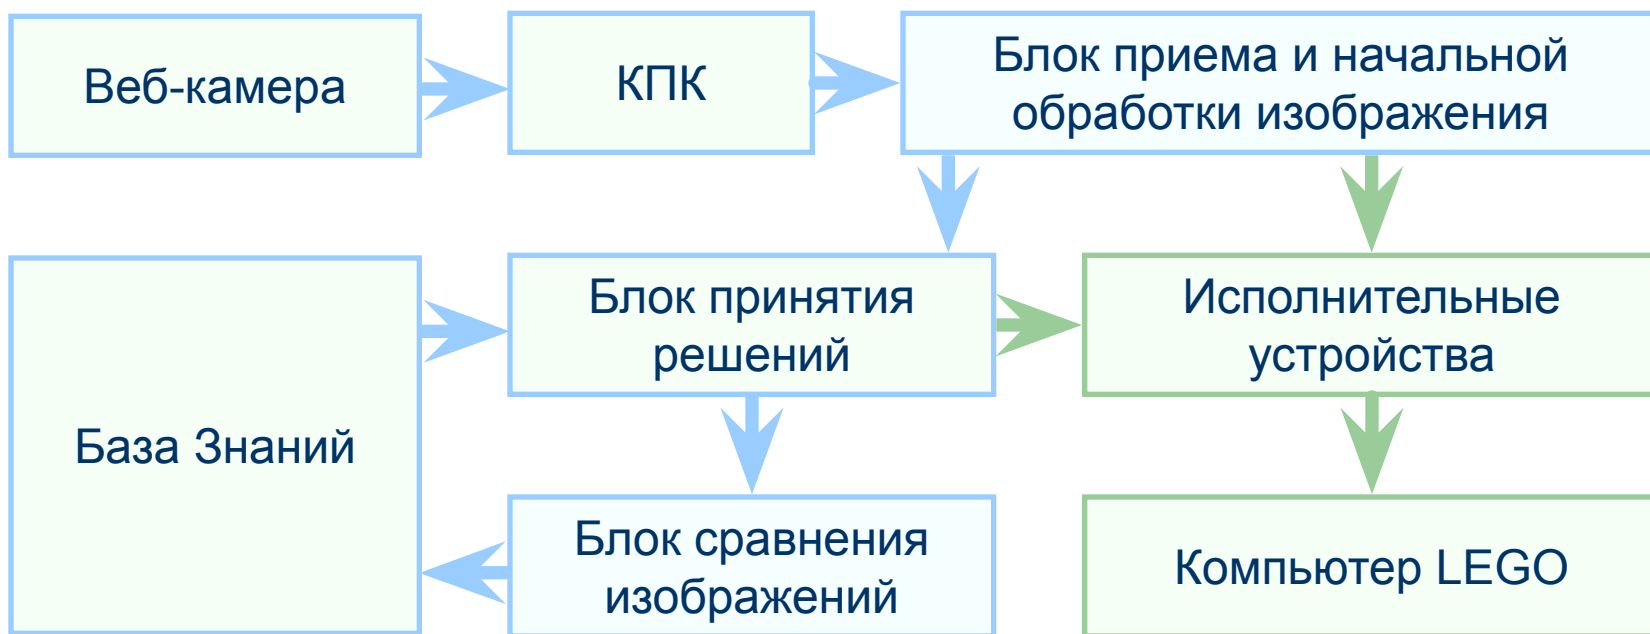 Веб-камера
КПК
Блок приема и начальной
обработки изображения
База Знаний
Блок принятия
решений
Исполнительные
устройства
Блок сравнения
изображений
Компьютер LEGO